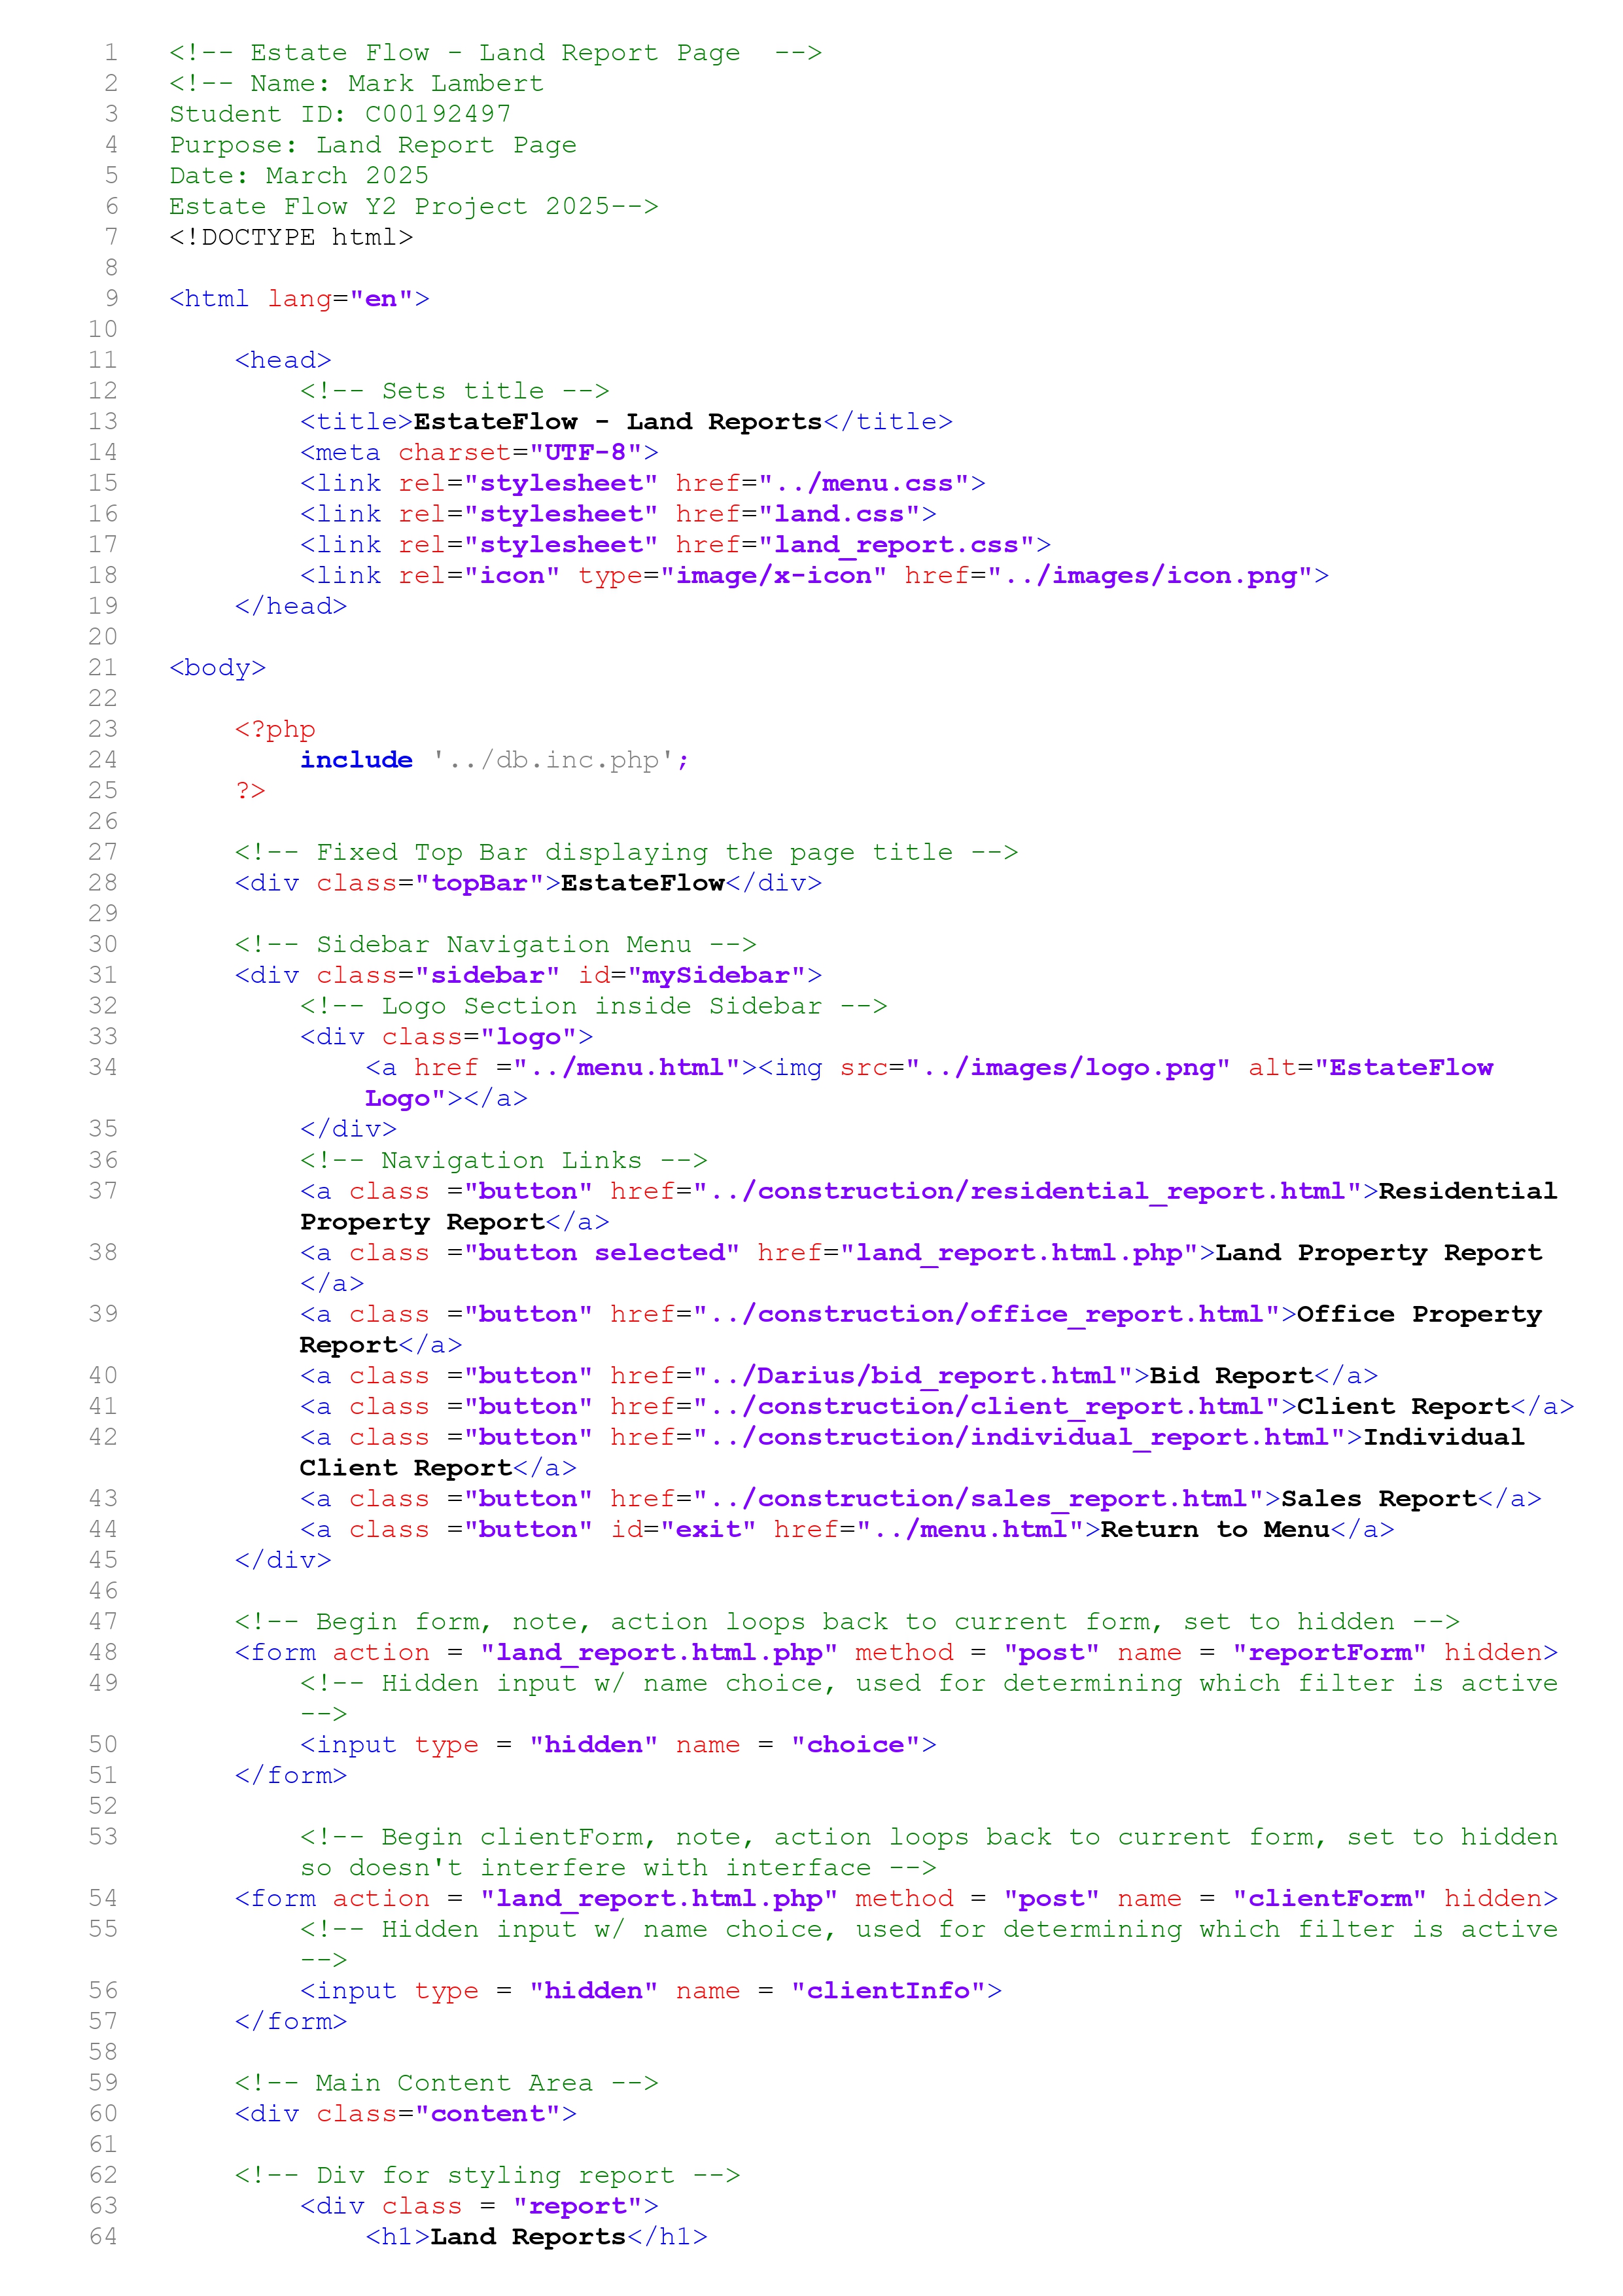 1 <!-- Estate Flow - Land Report Page  -->
2 <!-- Name: Mark Lambert
3 Student ID: C00192497
4 Purpose: Land Report Page
5 Date: March 2025
6 Estate Flow Y2 Project 2025-->
7 <!DOCTYPE html>
8
9 <html lang="en">
10
11     <head>
12         <!-- Sets title -->
13         <title>EstateFlow - Land Reports</title>
14         <meta charset="UTF-8">
15         <link rel="stylesheet" href="../menu.css">
16         <link rel="stylesheet" href="land.css">
17         <link rel="stylesheet" href="land_report.css">
18         <link rel="icon" type="image/x-icon" href="../images/icon.png">
19     </head>
20
21 <body>
22
23     <?php
24         include '../db.inc.php';
25     ?>
26
27     <!-- Fixed Top Bar displaying the page title -->
28     <div class="topBar">EstateFlow</div>
29
30     <!-- Sidebar Navigation Menu -->
31     <div class="sidebar" id="mySidebar">
32         <!-- Logo Section inside Sidebar -->
33         <div class="logo">
34             <a href ="../menu.html"><img src="../images/logo.png" alt="EstateFlow
            Logo"></a>
35         </div>
36         <!-- Navigation Links -->
37         <a class ="button" href="../construction/residential_report.html">Residential
        Property Report</a>
38         <a class ="button selected" href="land_report.html.php">Land Property Report
        </a>
39         <a class ="button" href="../construction/office_report.html">Office Property
        Report</a>
40         <a class ="button" href="../Darius/bid_report.html">Bid Report</a>
41         <a class ="button" href="../construction/client_report.html">Client Report</a>
42         <a class ="button" href="../construction/individual_report.html">Individual
        Client Report</a>
43         <a class ="button" href="../construction/sales_report.html">Sales Report</a>
44         <a class ="button" id="exit" href="../menu.html">Return to Menu</a>
45     </div>
46
47     <!-- Begin form, note, action loops back to current form, set to hidden -->
48     <form action = "land_report.html.php" method = "post" name = "reportForm" hidden>
49         <!-- Hidden input w/ name choice, used for determining which filter is active
        -->
50         <input type = "hidden" name = "choice">
51     </form>
52
53         <!-- Begin clientForm, note, action loops back to current form, set to hidden
        so doesn't interfere with interface -->
54     <form action = "land_report.html.php" method = "post" name = "clientForm" hidden>
55         <!-- Hidden input w/ name choice, used for determining which filter is active
        -->
56         <input type = "hidden" name = "clientInfo">
57     </form>
58
59     <!-- Main Content Area -->
60     <div class="content">
61
62     <!-- Div for styling report -->
63         <div class = "report">
64             <h1>Land Reports</h1>